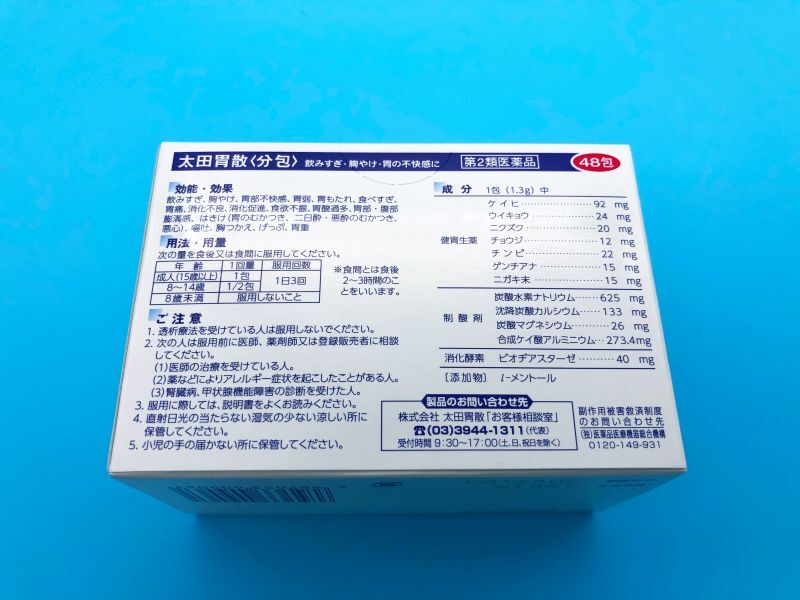 太田胃散〈分包〉 飲みすぎ・胸やけ・胃の不快感に 第2類医薬品 48包
効能・効果
飲みすぎ、胸やけ、胃部不快感、胃弱、胃もたれ、食べすぎ、
胃痛、消化不良、消化促進、食欲不振、胃酸過多、胃部・腹部
膨満感、はきけ(胃のむかつき、二日酔・悪酔のむかつき、
悪心)、嘔吐、胸つかえ、げっぷ、胃重
用法・用量
次の量を食後又は食間に服用してください。
年齢 1回量 服用回数
成人(15歳以上) 1包 1日3回
8〜14歳 1/2包
8歳未満 服用しないこと
※食間とは食後
2〜3時間のこ
とをいいます。
ご注意
1. 透析療法を受けている人は服用しないでください。
2. 次の人は服用前に医師、薬剤師又は登録販売者に相談
してください。
(1)医師の治療を受けている人。
(2)薬などによりアレルギー症状を起こしたことがある人。
(3)腎臓病、甲状腺機能障害の診断を受けた人。
3. 服用に際しては、説明書をよくお読みください。
4. 直射日光の当たらない湿気の少ない涼しい所に
保管してください。
5. 小児の手の届かない所に保管してください。
成分 1包(1.3g)中
健胃生薬
ケイヒ 92 mg
ウイキョウ 24 mg
ニクズク 20 mg
チョウジ 12 mg
チンピ 22 mg
ゲンチアナ 15 mg
ニガキ末 15 mg
制酸剤
炭酸水素ナトリウム 625 mg
沈降炭酸カルシウム 133 mg
炭酸マグネシウム 26 mg
合成ケイ酸アルミニウム 273.4mg
消化酵素 ビオヂアスターゼ 40 mg
〔添加物〕 l-メントール
製品のお問い合わせ先
株式会社 太田胃散「お客様相談室」
☎(03)3944-1311(代表)
受付時間 9:30〜17:00(土、日、祝日を除く)
副作用被害救済制度
のお問い合わせ先
(独)医薬品医療機器総合機構
0120-149-931